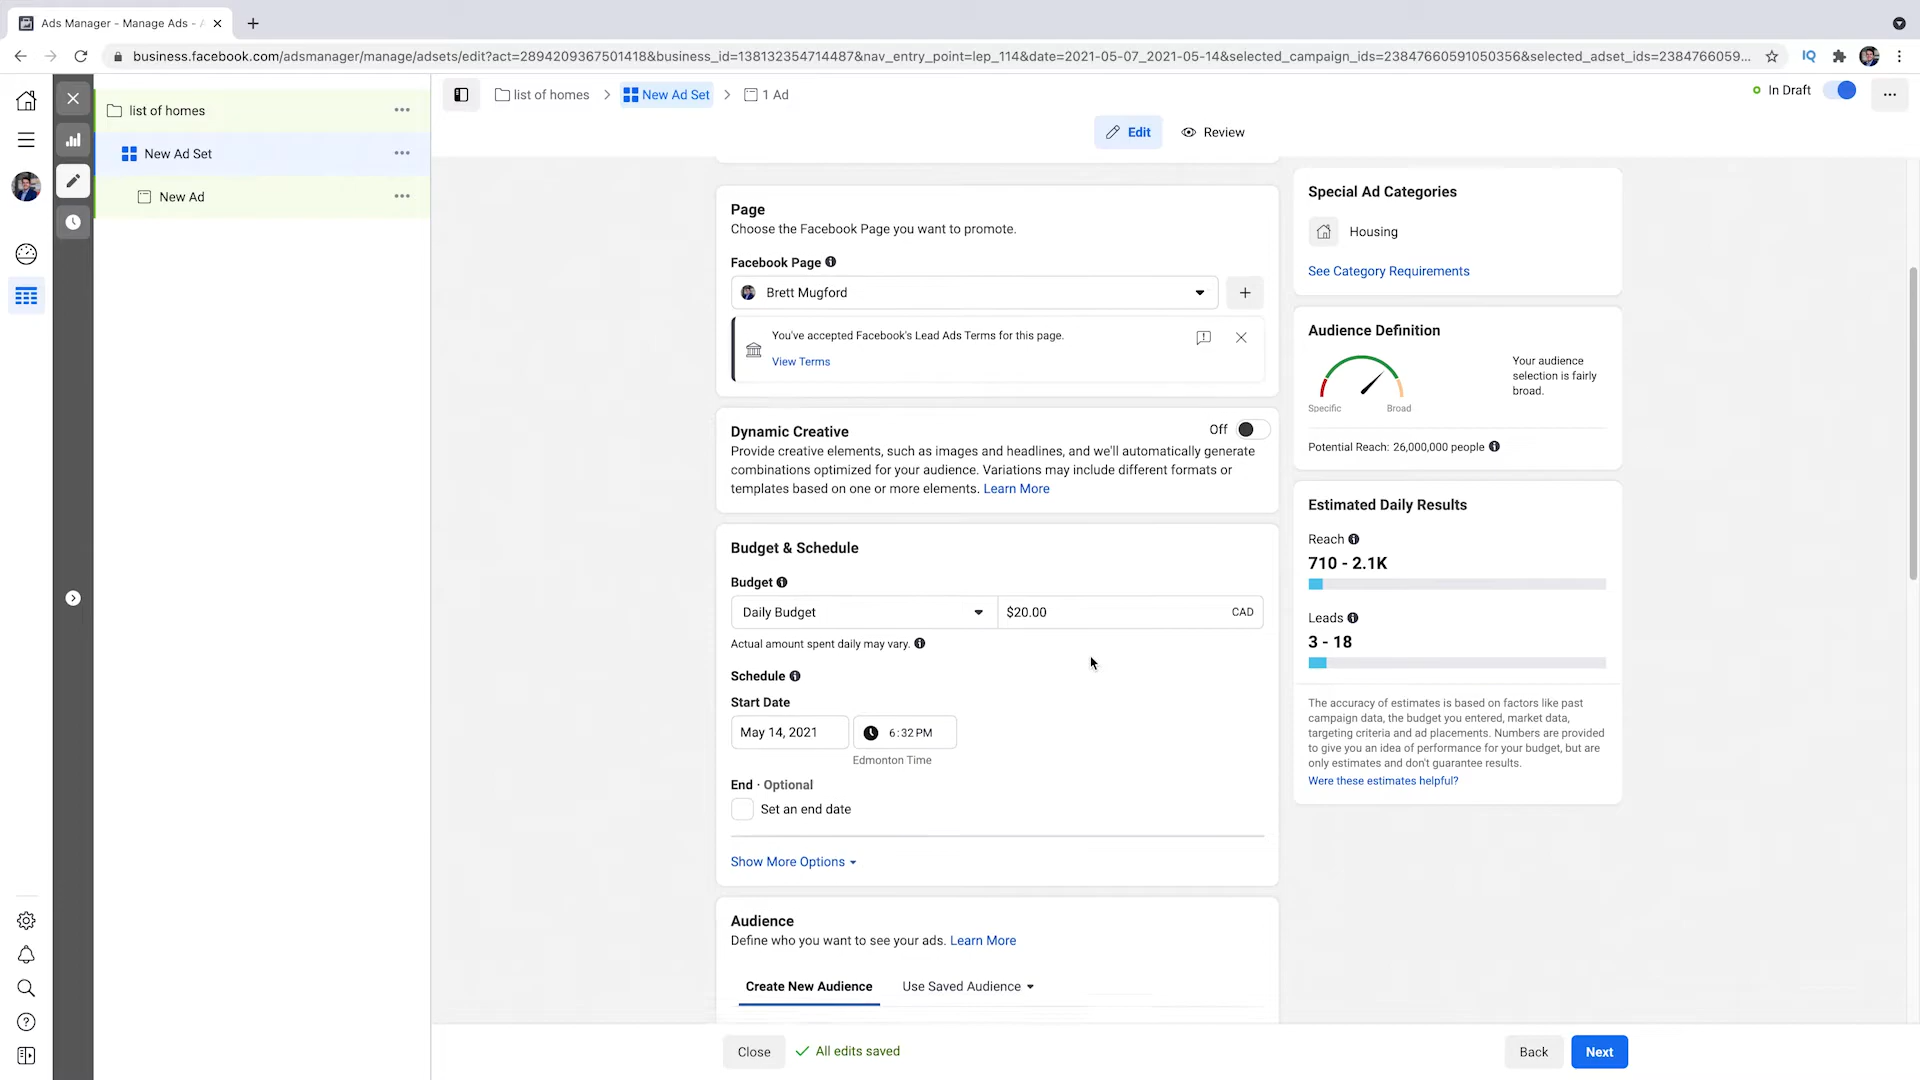 Ads Manager - Manage Ads - A
business.facebook.com/adsmanager/manage/adsets/edit?act=2894209367501418&business_id=138132354714487&nav_entry_point=lep_114&date=2021-05-07_2021-05-14&selected_campaign_ids=23847660591050356&selected_adset_ids=2384766059...
IQ
list of homes
New Ad Set
New Ad
list of homes
New Ad Set
1 Ad
In Draft
Edit
Review
Page
Choose the Facebook Page you want to promote.
Facebook Page
Brett Mugford
You've accepted Facebook's Lead Ads Terms for this page.
View Terms
Dynamic Creative
Off
Provide creative elements, such as images and headlines, and we'll automatically generate
combinations optimized for your audience. Variations may include different formats or
templates based on one or more elements. Learn More
Budget & Schedule
Budget
Daily Budget
$20.00
CAD
Actual amount spent daily may vary.
Schedule
Start Date
May 14, 2021
6:32 PM
Edmonton Time
End · Optional
Set an end date
Show More Options
Audience
Define who you want to see your ads. Learn More
Create New Audience
Use Saved Audience
Close
All edits saved
Back
Next
Special Ad Categories
Housing
See Category Requirements
Audience Definition
Your audience
selection is fairly
broad.
Specific
Broad
Potential Reach: 26,000,000 people
Estimated Daily Results
Reach
710 - 2.1K
Leads
3 - 18
The accuracy of estimates is based on factors like past
campaign data, the budget you entered, market data,
targeting criteria and ad placements. Numbers are provided
to give you an idea of performance for your budget, but are
only estimates and don't guarantee results.
Were these estimates helpful?